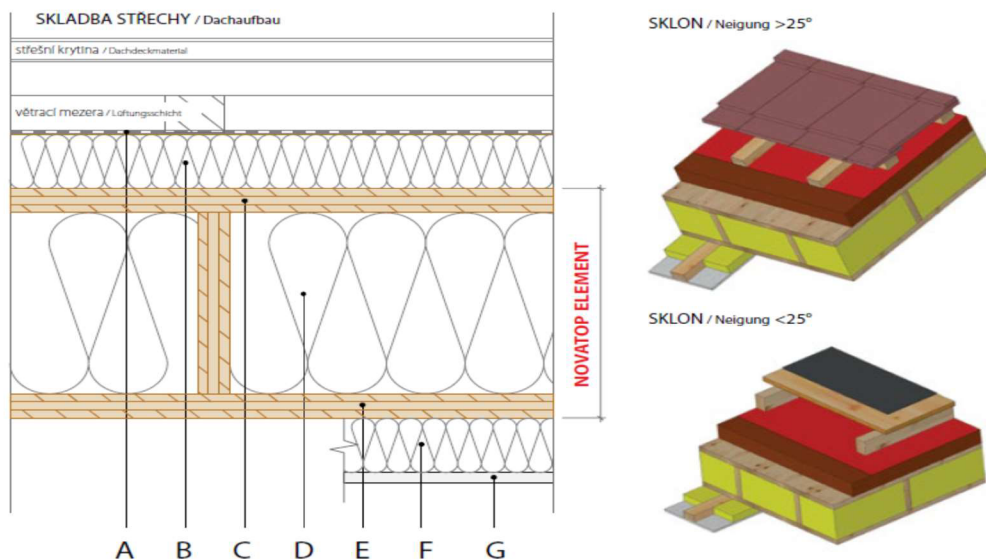 SKLADBA STŘECHY / Dachaufbau
střešní krytina / Dachdeckmaterial
větrací mezera / Lüftungsschicht
NOVATOP ELEMENT
A B C D E F G
SKLON / Neigung >25°
SKLON / Neigung <25°